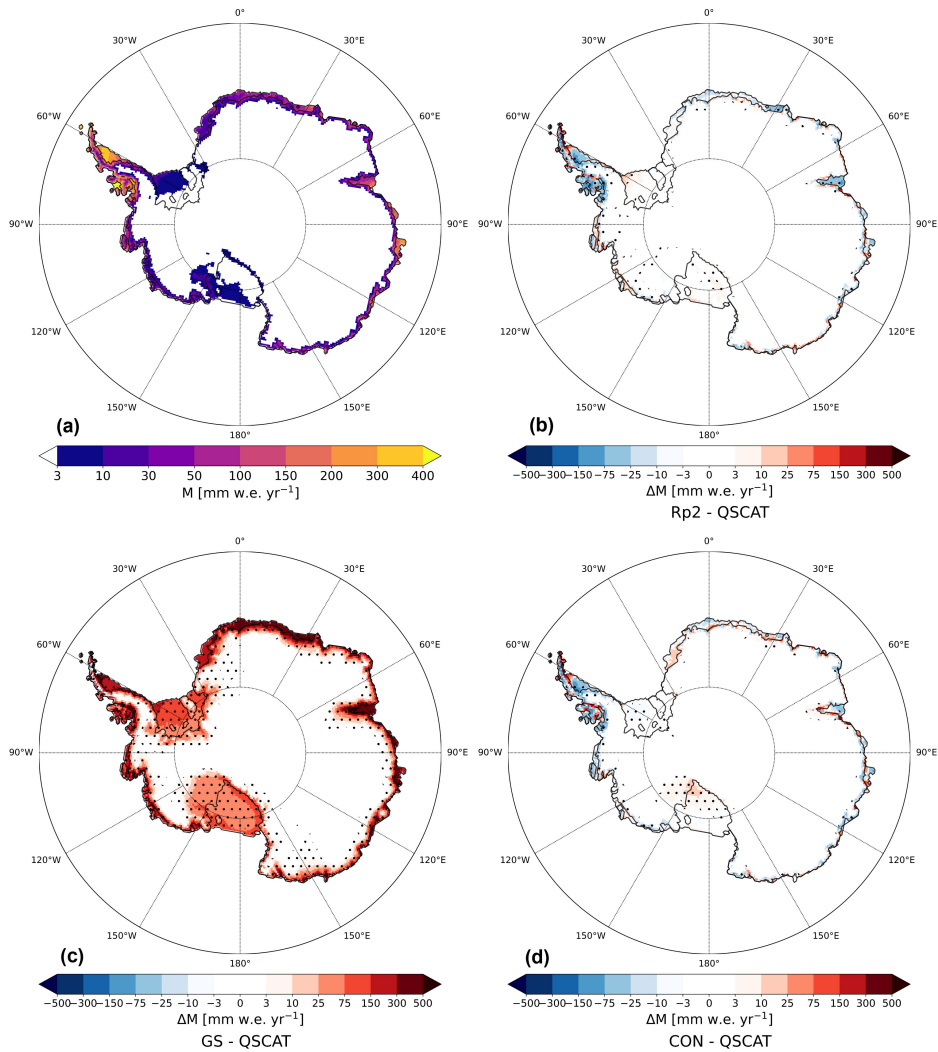 0°
30°W
30°E
60°W
60°E
90°W
90°E
120°W
120°E
150°W
150°E
180°
(a)
3 10 30 50 100 150 200 300 400
M [mm w.e. yr⁻¹]
0°
30°W
30°E
60°W
60°E
90°W
90°E
120°W
120°E
150°W
150°E
180°
(b)
−500 −300 −150 −75 −25 −10 −3 0 3 10 25 75 150 300 500
ΔM [mm w.e. yr⁻¹]
Rp2 - QSCAT
0°
30°W
30°E
60°W
60°E
90°W
90°E
120°W
120°E
150°W
150°E
180°
(c)
−500 −300 −150 −75 −25 −10 −3 0 3 10 25 75 150 300 500
ΔM [mm w.e. yr⁻¹]
GS - QSCAT
0°
30°W
30°E
60°W
60°E
90°W
90°E
120°W
120°E
150°W
150°E
180°
(d)
−500 −300 −150 −75 −25 −10 −3 0 3 10 25 75 150 300 500
ΔM [mm w.e. yr⁻¹]
CON - QSCAT